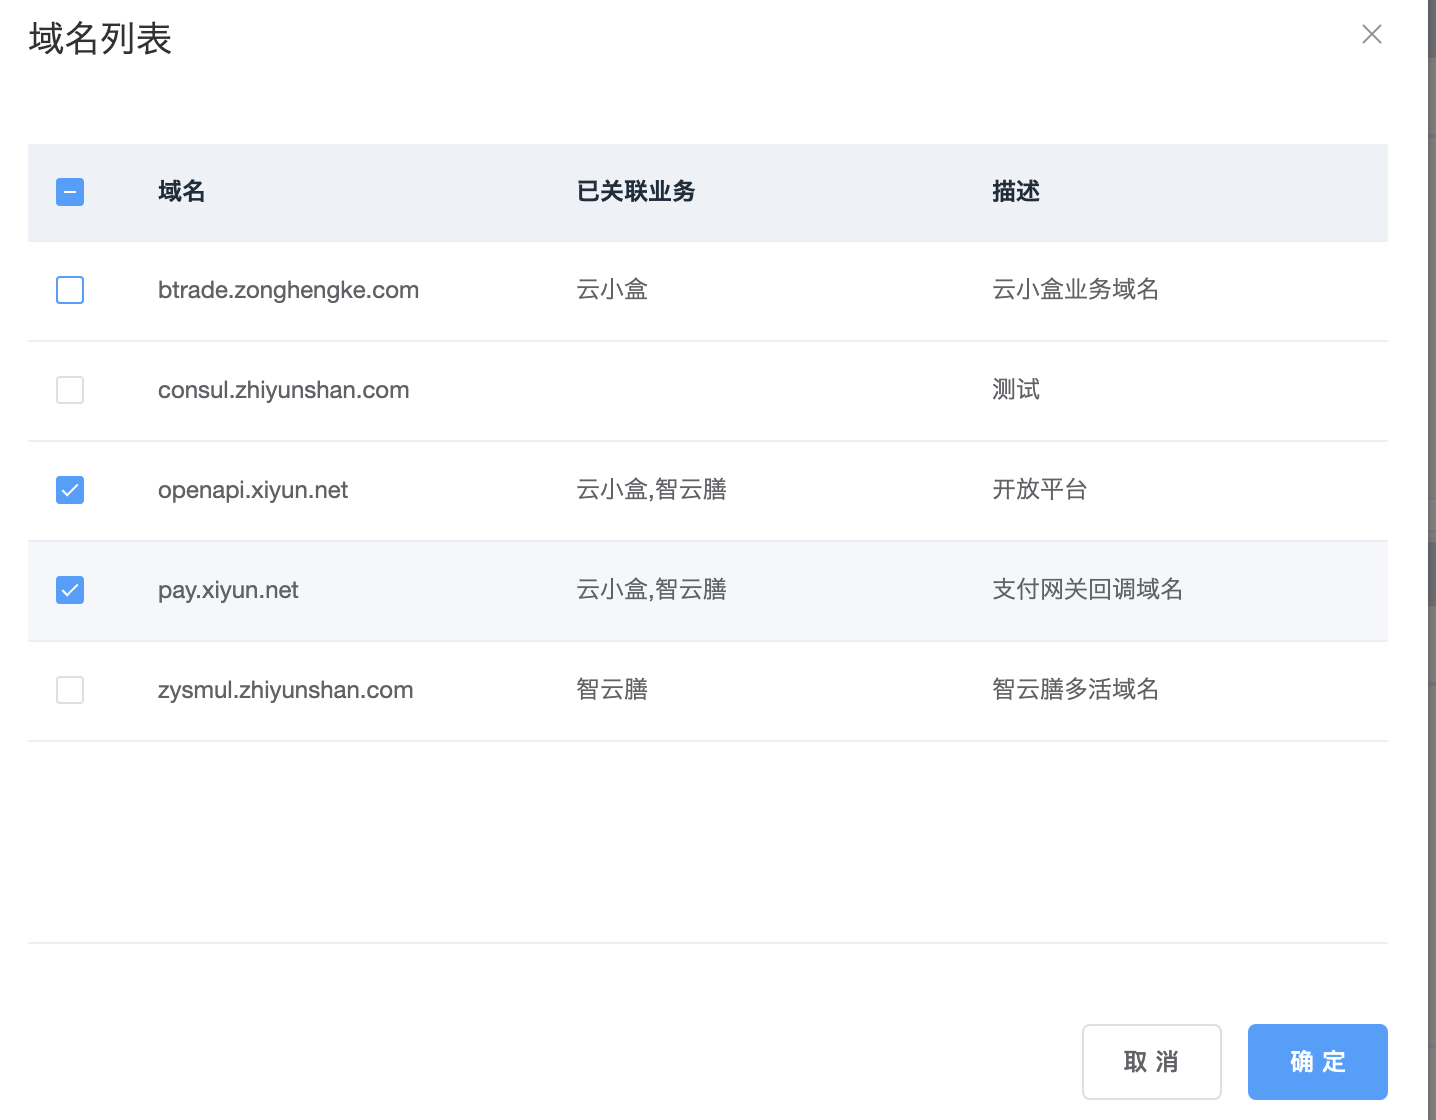 域名列表
域名 已关联业务 描述
btrade.zonghengke.com 云小盒 云小盒业务域名
consul.zhiyunshan.com 测试
openapi.xiyun.net 云小盒,智云膳 开放平台
pay.xiyun.net 云小盒,智云膳 支付网关回调域名
zysmul.zhiyunshan.com 智云膳 智云膳多活域名
取 消 确 定